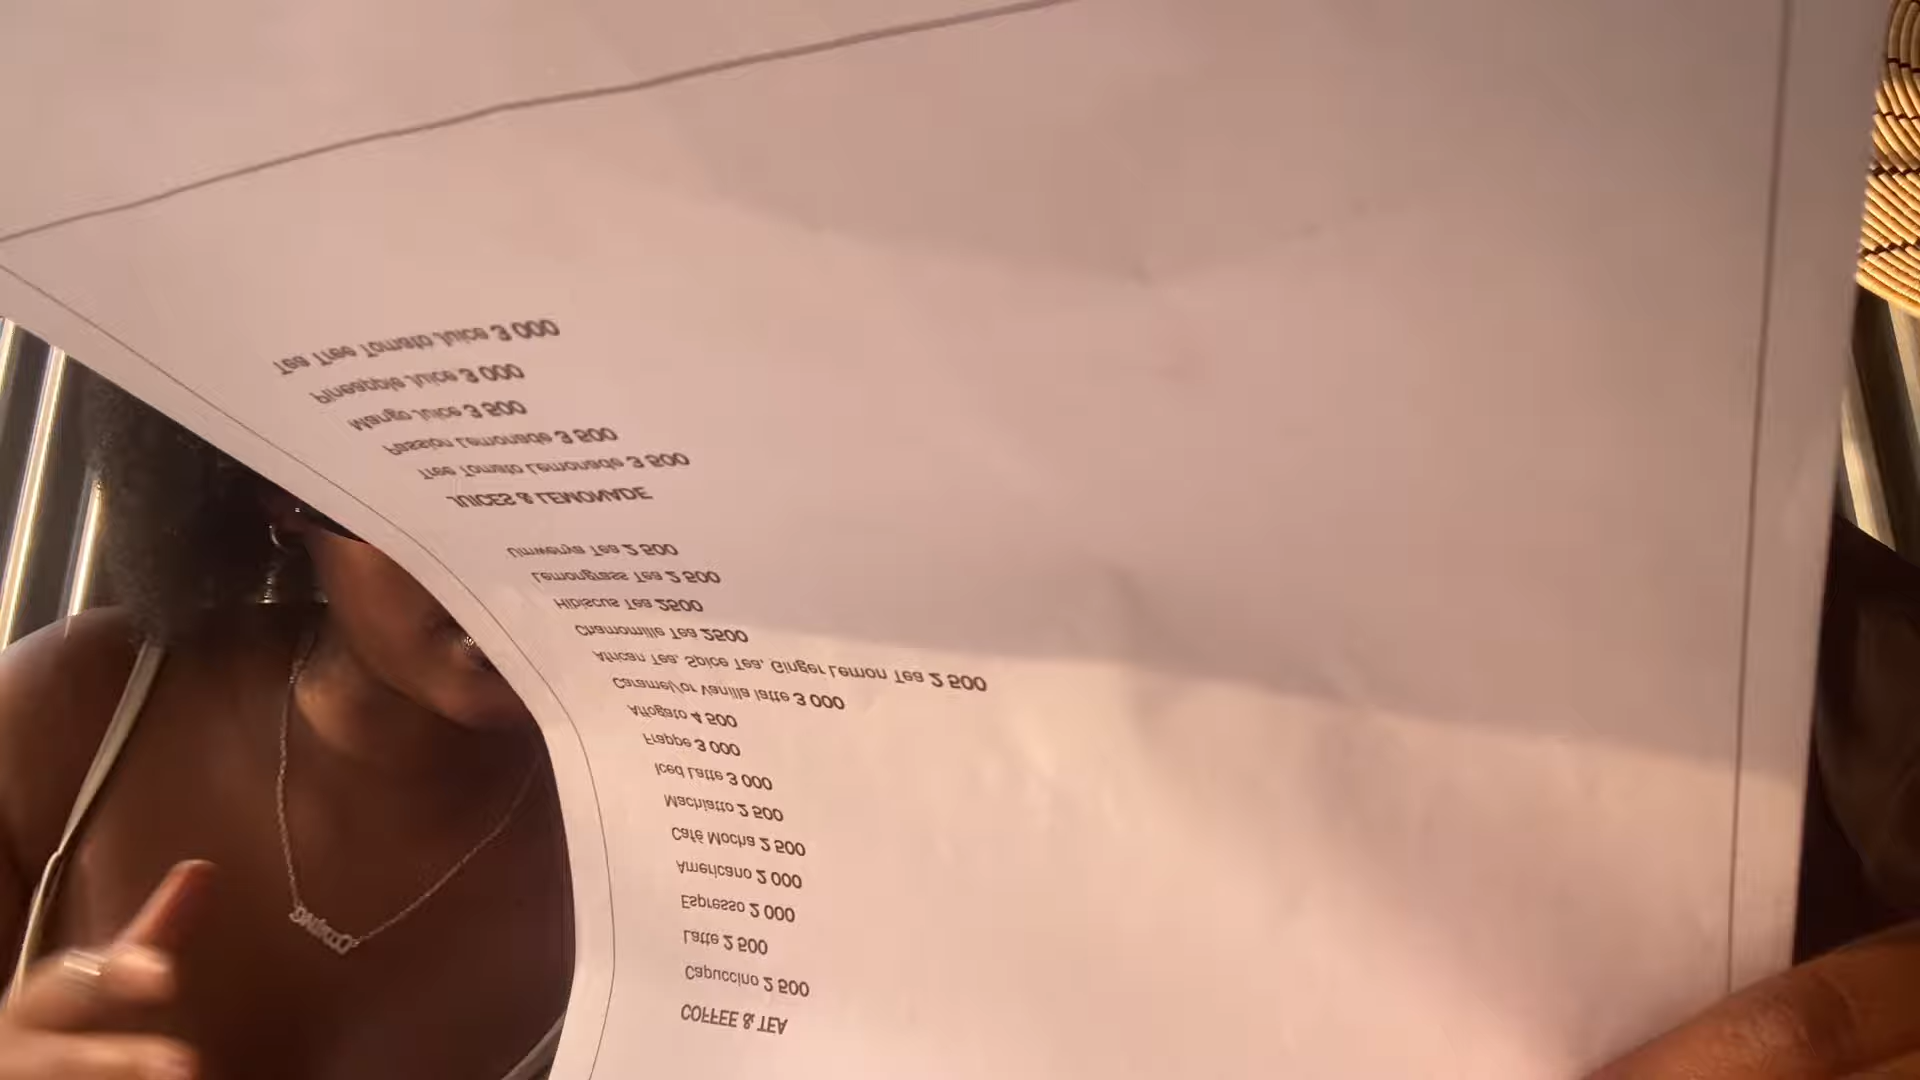 COFFEE & TEA
Capuccino 2 500
Latte 2 500
Espresso 2 000
Americano 2 000
Café Mocha 2 500
Machiatto 2 500
Iced Latte 3 000
Frappe 3 000
Affogato 4 500
Caramel/or Vanilla latte 3 000
African Tea, Spice Tea, Ginger Lemon Tea 2 500
Chamomille Tea 2500
Hibiscus Tea 2500
Lemongrass Tea 2 500
Umwenya Tea 2 500
JUICES & LEMONADE
Tree Tomato Lemonade 3 500
Passion Lemonade 3 500
Mango Juice 3 500
Pineapple Juice 3 000
Tea Tree Tomato Juice 3 000